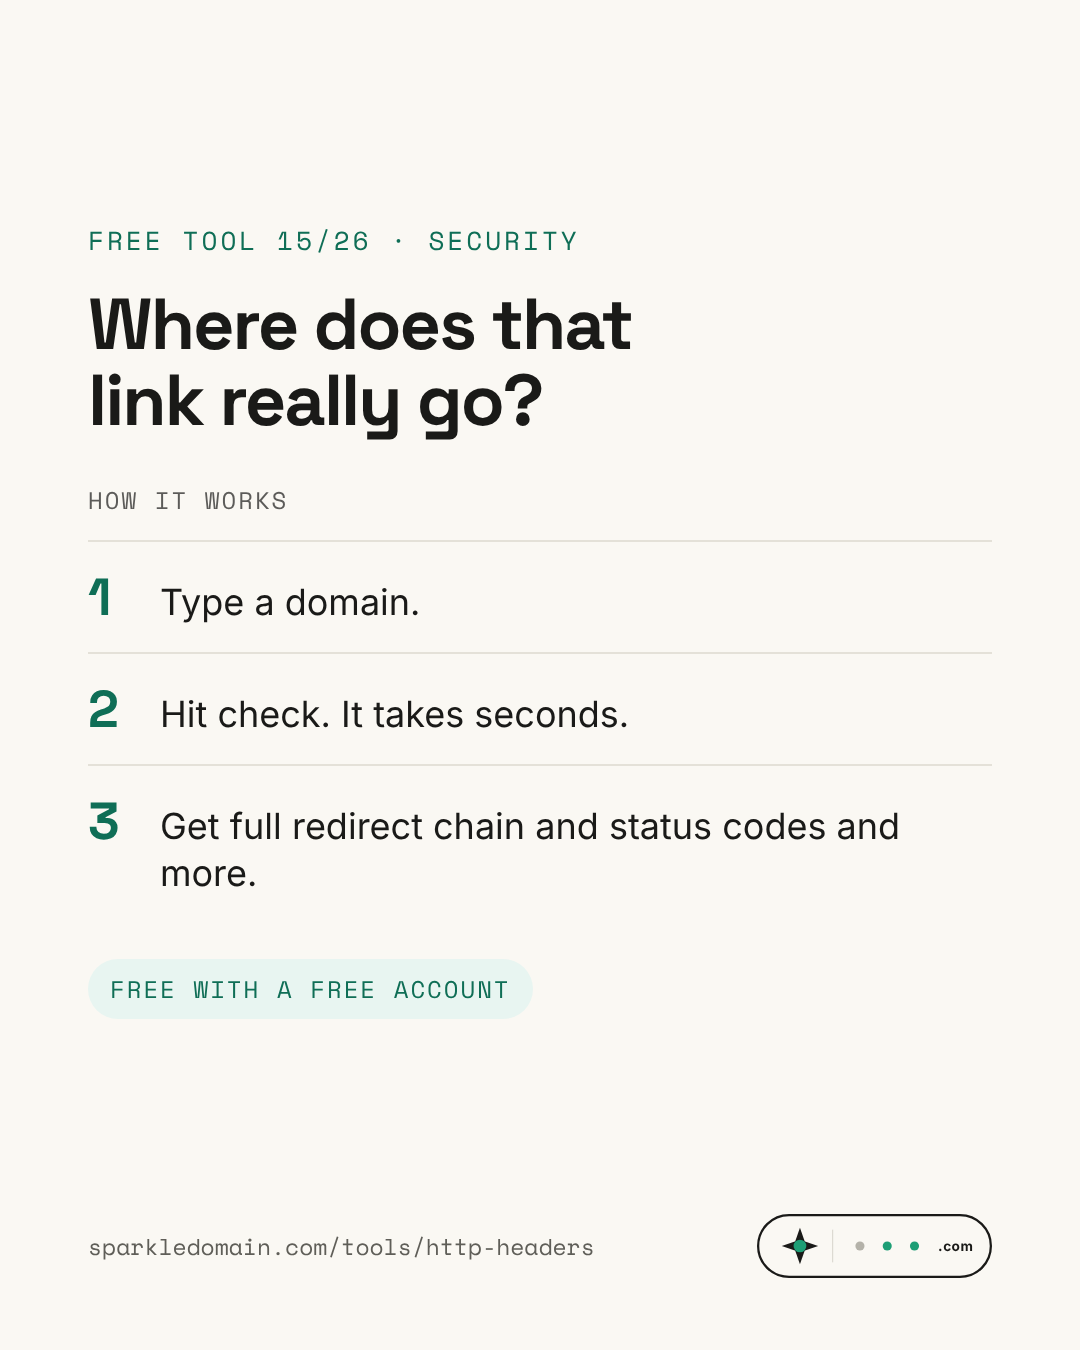 FREE TOOL 15/26 · SECURITY
Where does that
link really go?
HOW IT WORKS
1 Type a domain.
2 Hit check. It takes seconds.
3 Get full redirect chain and status codes and
more.
FREE WITH A FREE ACCOUNT
sparkledomain.com/tools/http-headers
.com